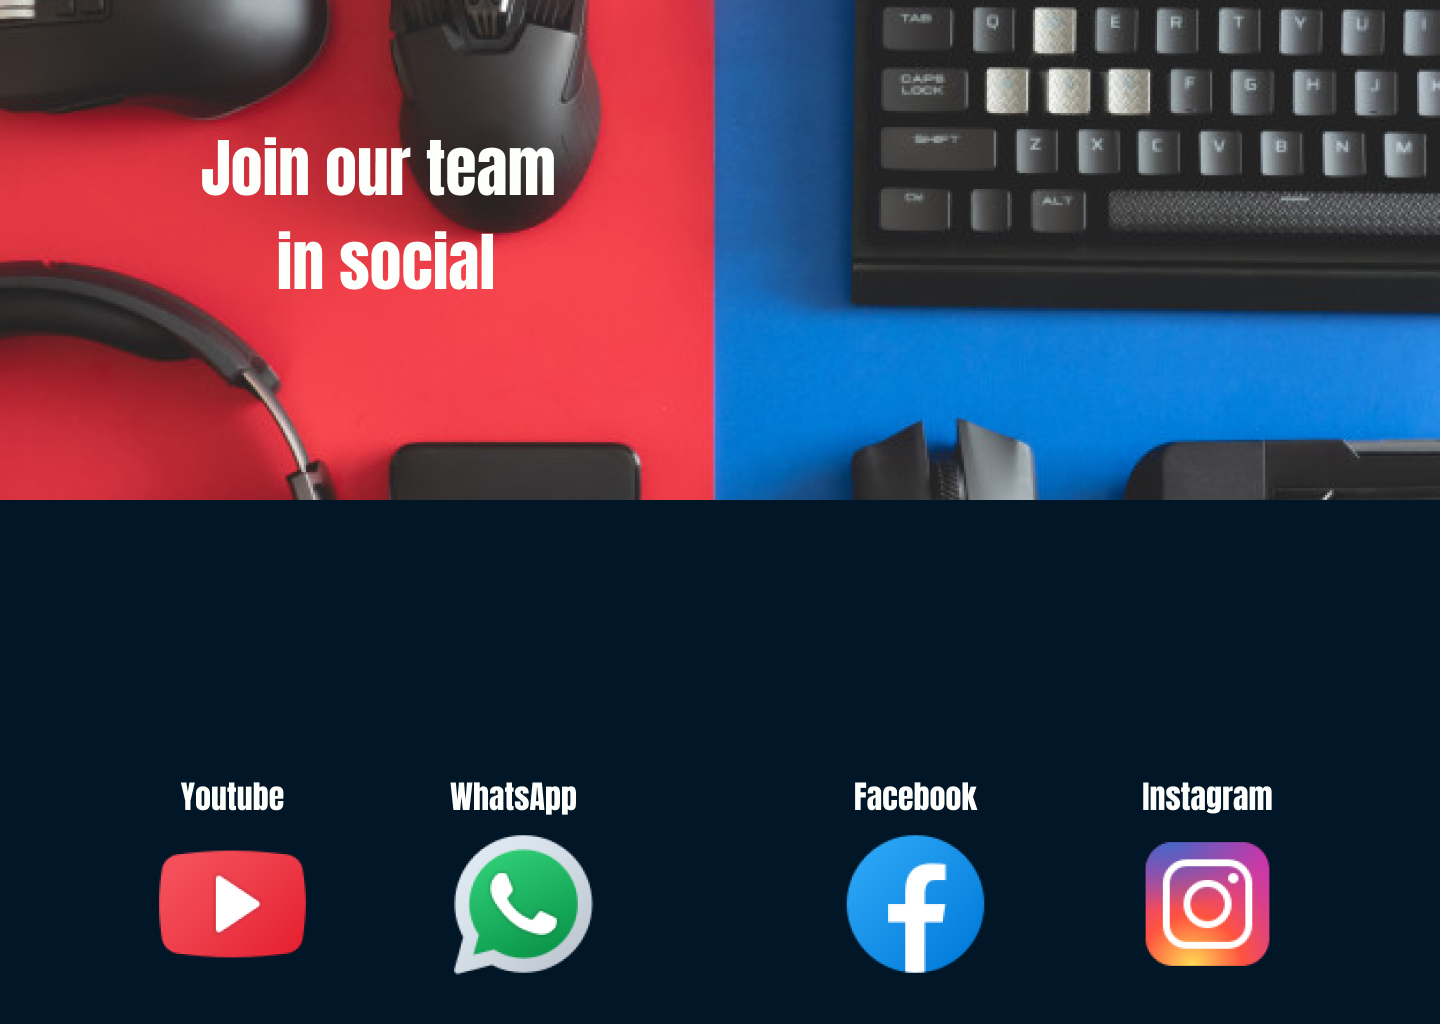 TAB Q E R T Y U I
CAPS
LOCK
F G H J K
SHIFT Z X C V B N M
ALT
Join our team
in social
Youtube WhatsApp Facebook Instagram